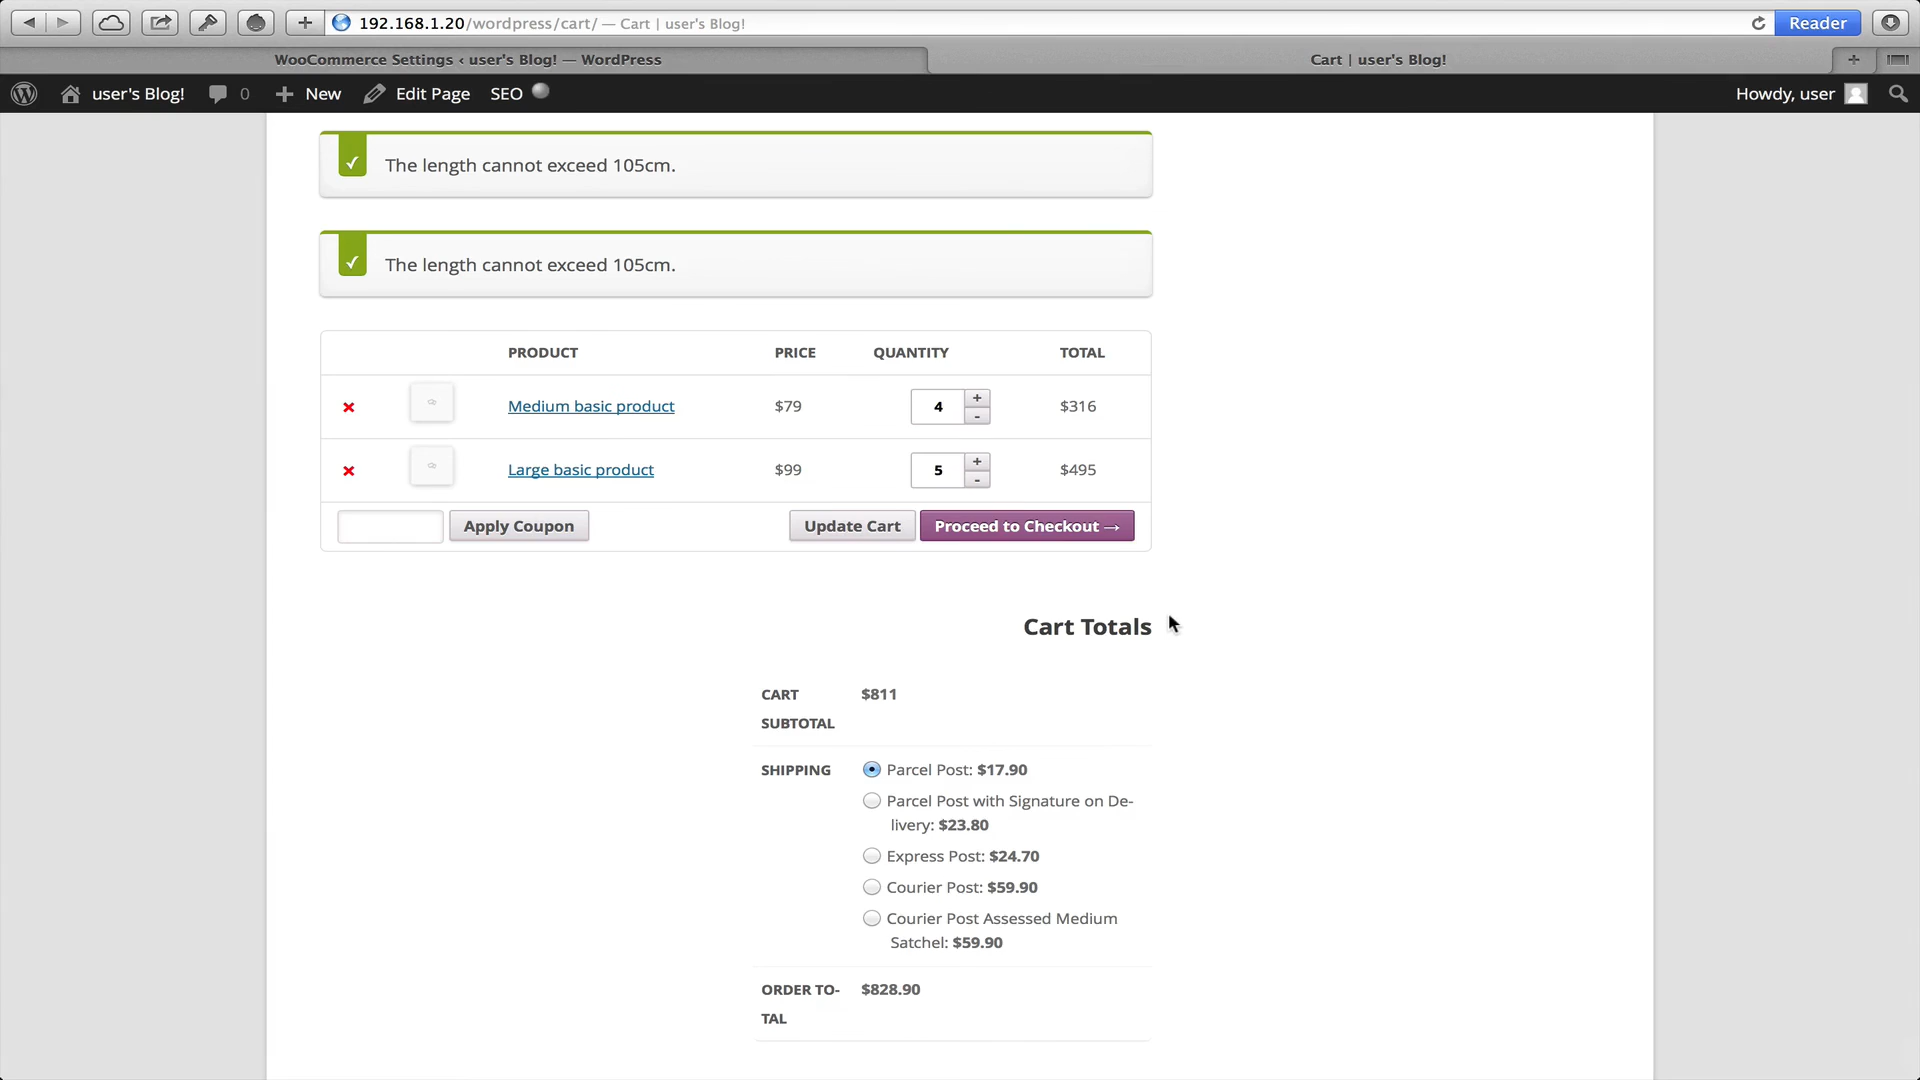 192.168.1.20/wordpress/cart/ — Cart | user's Blog!
Reader
WooCommerce Settings ‹ user's Blog! — WordPress
Cart | user's Blog!
user's Blog!
0
New
Edit Page
SEO
Howdy, user
The length cannot exceed 105cm.
The length cannot exceed 105cm.
PRODUCT PRICE QUANTITY TOTAL
Medium basic product $79 4 + - $316
Large basic product $99 5 + - $495
Apply Coupon Update Cart Proceed to Checkout →
Cart Totals
CART $811
SUBTOTAL
SHIPPING Parcel Post: $17.90
Parcel Post with Signature on De-
livery: $23.80
Express Post: $24.70
Courier Post: $59.90
Courier Post Assessed Medium
Satchel: $59.90
ORDER TO- $828.90
TAL